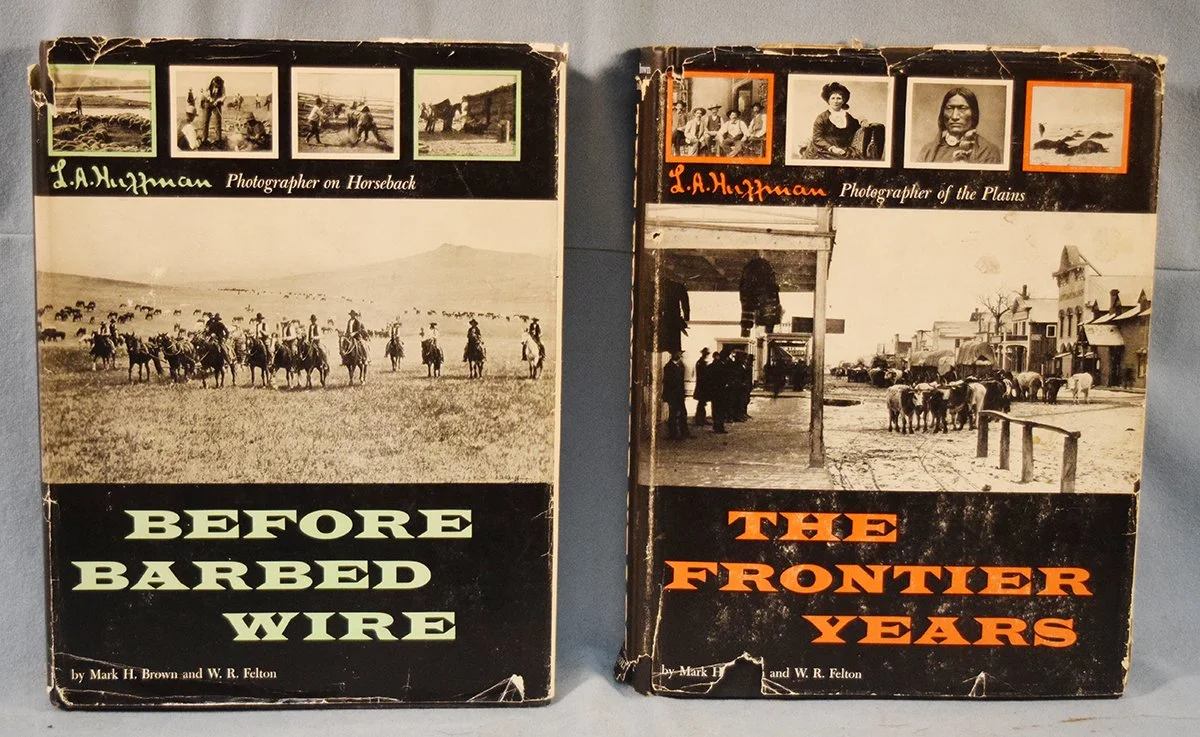 L.A. Huffman Photographer on Horseback
BEFORE
BARBED
WIRE
by Mark H. Brown and W. R. Felton
L.A. Huffman Photographer of the Plains
THE
FRONTIER
YEARS
by Mark H and W. R. Felton